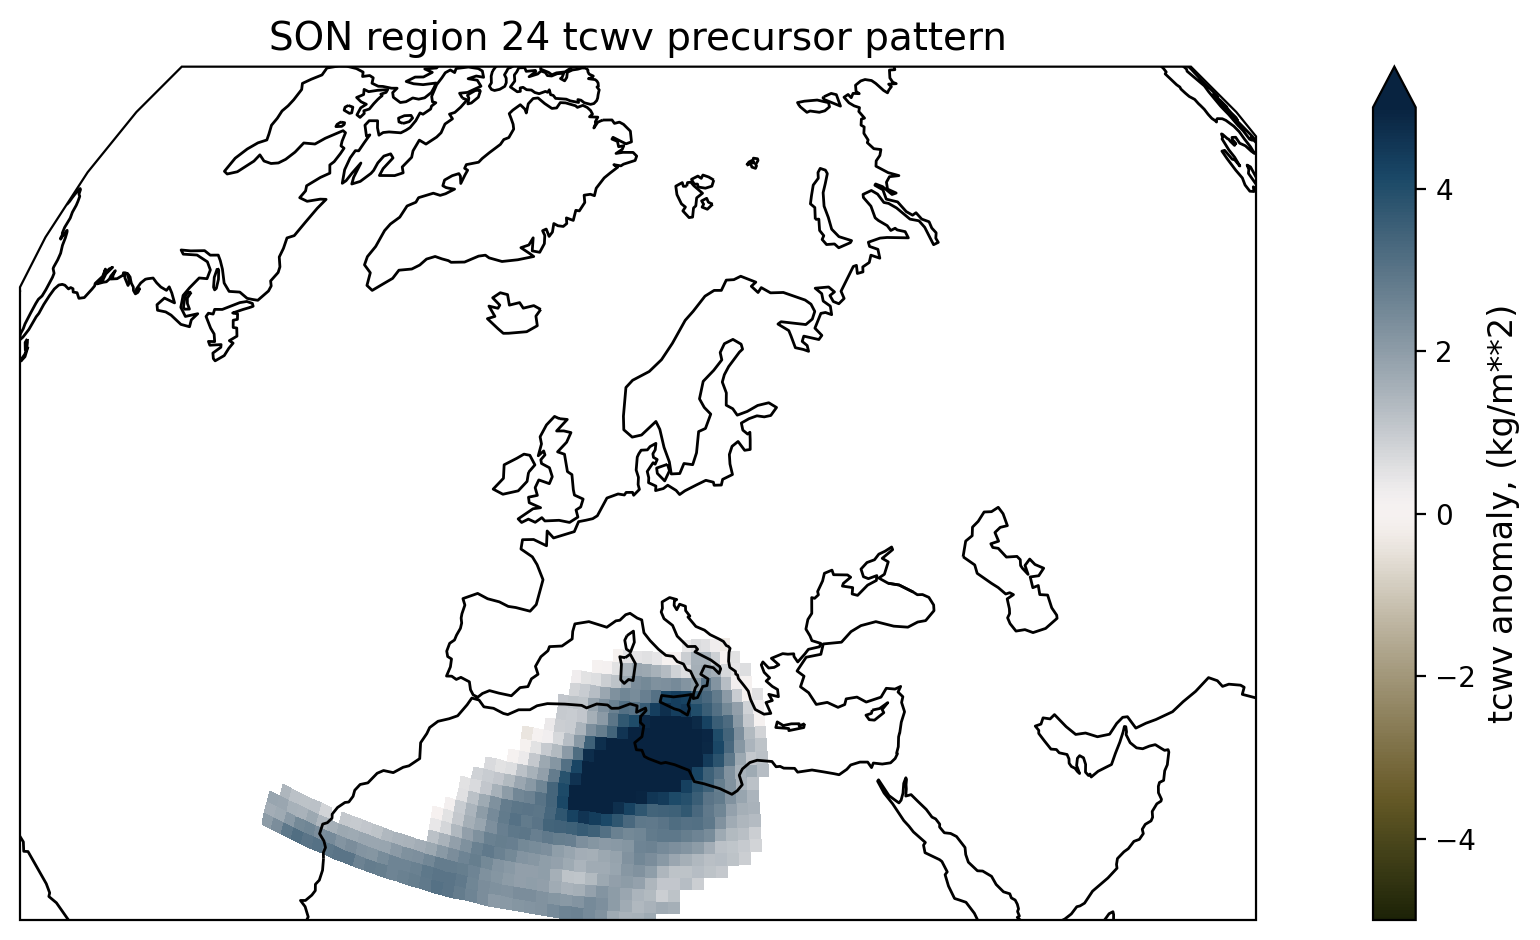 SON region 24 tcwv precursor pattern
4
2
0
−2
−4
tcwv anomaly, (kg/m**2)